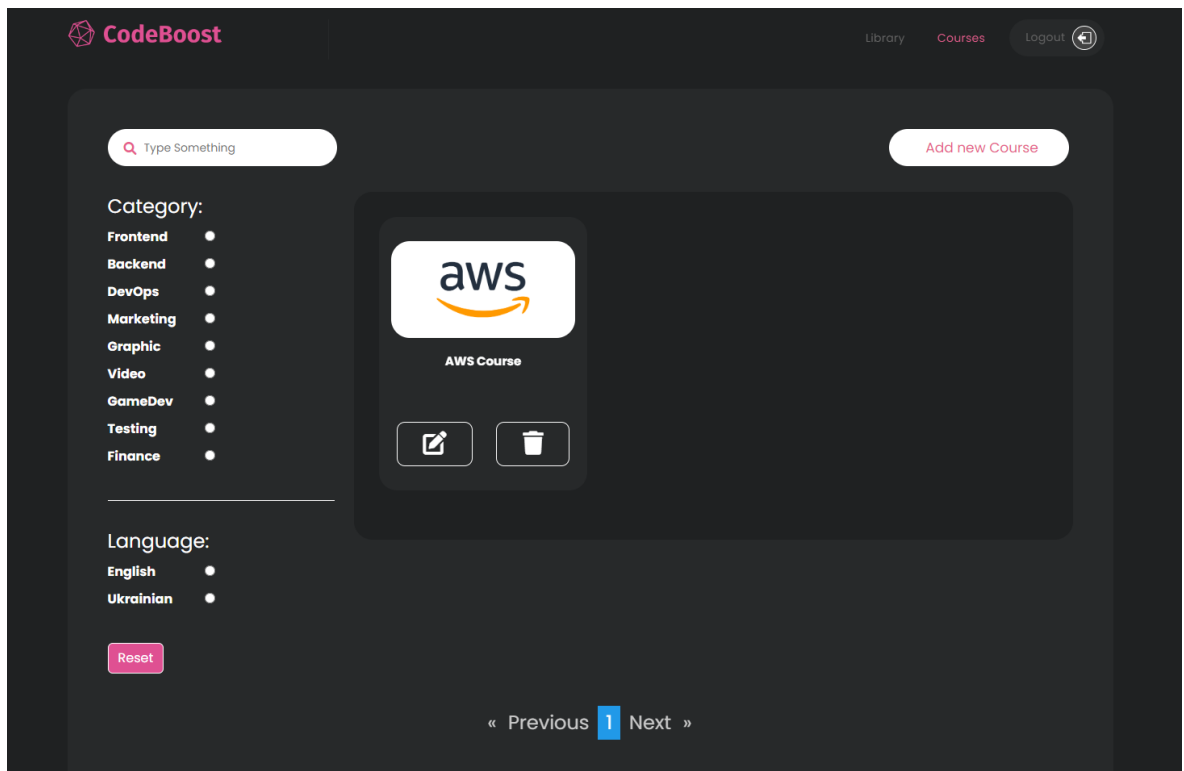 CodeBoost
Library Courses Logout
Type Something
Add new Course
Category:
Frontend
Backend
DevOps
Marketing
Graphic
Video
GameDev
Testing
Finance
aws
AWS Course
Language:
English
Ukrainian
Reset
« Previous 1 Next »